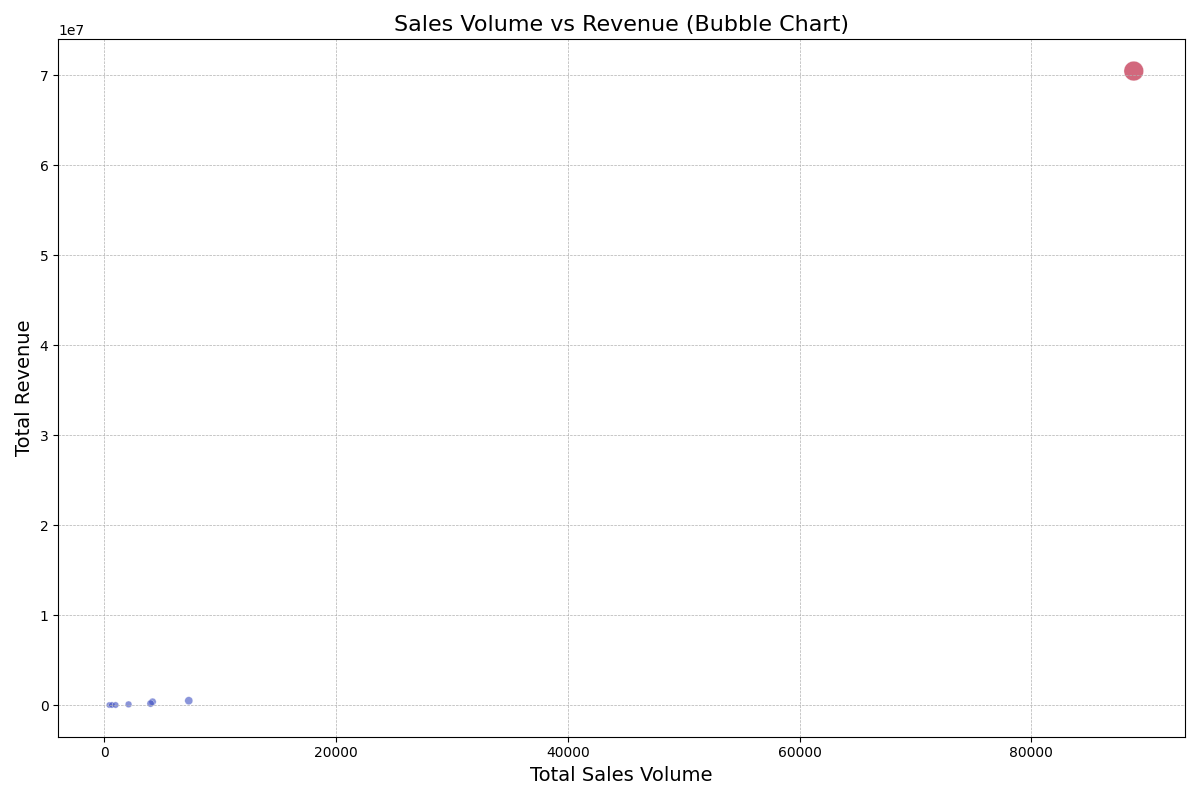 Sales Volume vs Revenue (Bubble Chart)
1e7
7
6
5
4
3
2
1
0
Total Revenue
0 20000 40000 60000 80000
Total Sales Volume